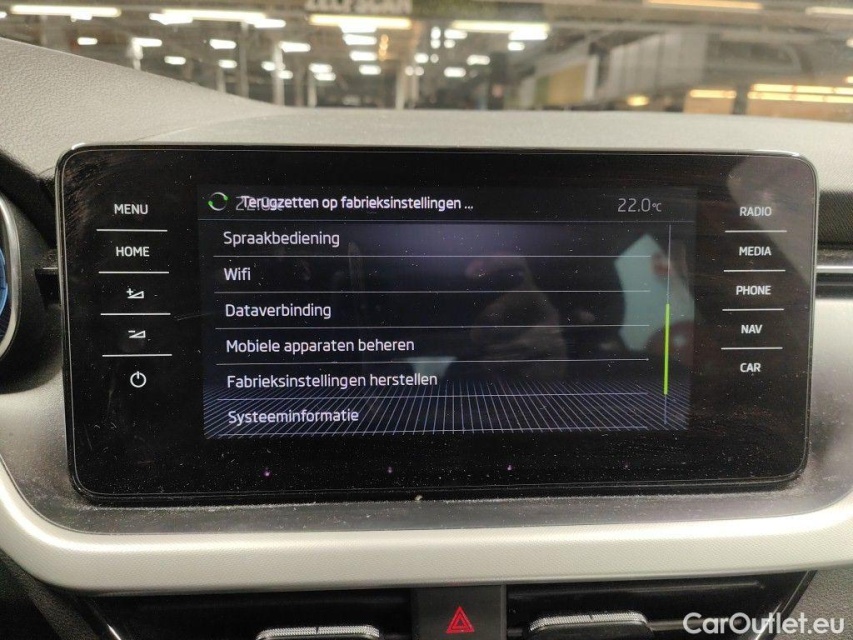 ZELFSCAN
Terugzetten op fabrieksinstellingen ...
22.0°C
Spraakbediening
Wifi
Dataverbinding
Mobiele apparaten beheren
Fabrieksinstellingen herstellen
Systeeminformatie
MENU
HOME
RADIO
MEDIA
PHONE
NAV
CAR
CarOutlet.eu